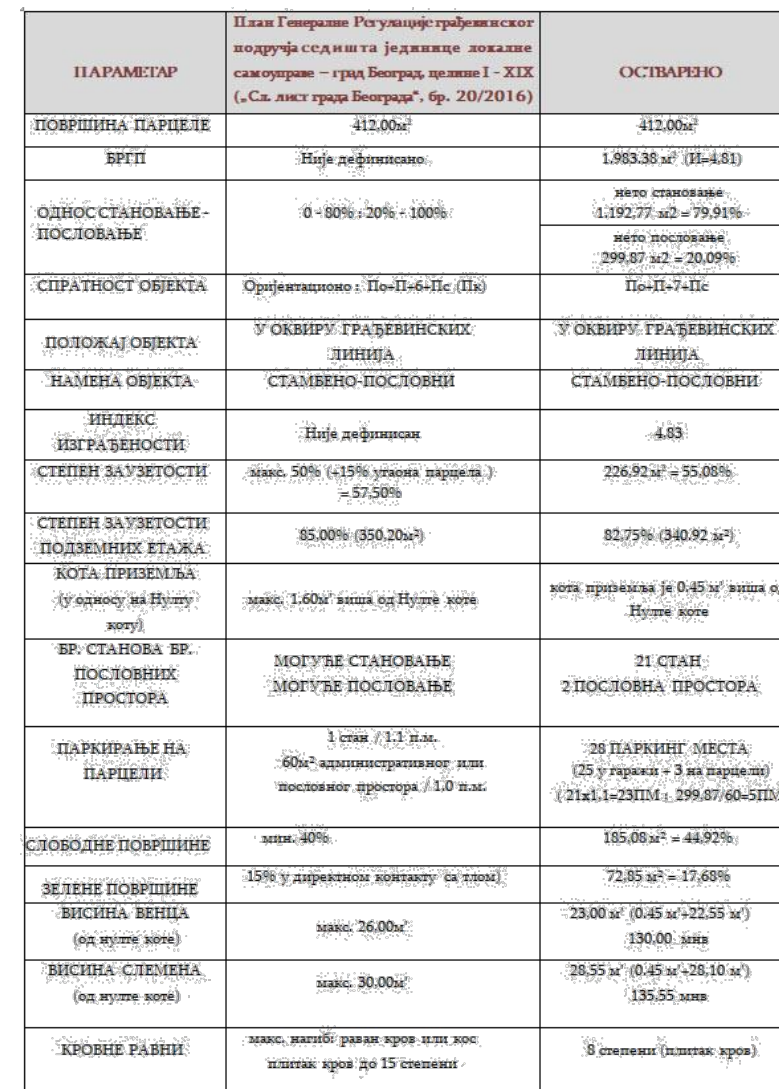 План Генералне Регулације грађевинског
подручја седишта јединице локалне
ПАРАМЕТАР самоуправе – град Београд, целине I - XIX ОСТВАРЕНО
(„Сл. лист града Београда“, бр. 20/2016)
ПОВРШИНА ПАРЦЕЛЕ 412,00м² 412,00м²
БРГП Није дефинисано 1.983,38 м² (И=4,81)
ОДНОС СТАНОВАЊЕ -
ПОСЛОВАЊЕ
0 - 80% : 20% - 100%
нето становање
1.192,77 м2 = 79,91%
нето пословање
299,87 м2 = 20,09%
СПРАТНОСТ ОБЈЕКТА Оријентационо : По+П+6+Пс (Пк) По+П+7+Пс
ПОЛОЖАЈ ОБЈЕКТА
У ОКВИРУ ГРАЂЕВИНСКИХ
ЛИНИЈА
У ОКВИРУ ГРАЂЕВИНСКИХ
ЛИНИЈА
НАМЕНА ОБЈЕКТА СТАМБЕНО-ПОСЛОВНИ СТАМБЕНО-ПОСЛОВНИ
ИНДЕКС
ИЗГРАЂЕНОСТИ
Није дефинисан 4,83
СТЕПЕН ЗАУЗЕТОСТИ
макс. 50% (+15% угаона парцела )
= 57,50%
226,92 м² = 55,08%
СТЕПЕН ЗАУЗЕТОСТИ
ПОДЗЕМНИХ ЕТАЖА
85,00% (350,20м²) 82,75% (340,92 м²)
КОТА ПРИЗЕМЉА
(у односу на Нулту
коту)
макс. 1,60м' виша од Нулте коте
кота приземља је 0,45 м' виша од
Нулте коте
БР. СТАНОВА БР.
ПОСЛОВНИХ
ПРОСТОРА
МОГУЋЕ СТАНОВАЊЕ
МОГУЋЕ ПОСЛОВАЊЕ
21 СТАН
2 ПОСЛОВНА ПРОСТОРА
ПАРКИРАЊЕ НА
ПАРЦЕЛИ
1 стан / 1.1 п.м.
60м² административног или
пословног простора / 1.0 п.м.
28 ПАРКИНГ МЕСТА
(25 у гаражи + 3 на парцели)
( 21x1,1=23ПМ ; 299,87/60=5ПМ
СЛОБОДНЕ ПОВРШИНЕ мин. 40% 185,08 м² = 44,92%
ЗЕЛЕНЕ ПОВРШИНЕ 15% у директном контакту са тлом) 72,85 м² = 17,68%
ВИСИНА ВЕНЦА
(од нулте коте)
макс. 26,00м'
23,00 м' (0,45 м'+22,55 м')
130,00 мнв
ВИСИНА СЛЕМЕНА
(од нулте коте)
макс. 30,00м'
28,55 м' (0,45 м'+28,10 м')
135,55 мнв
КРОВНЕ РАВНИ
макс. нагиб: раван кров или кос
плитак кров до 15 степени
8 степени (плитак кров)